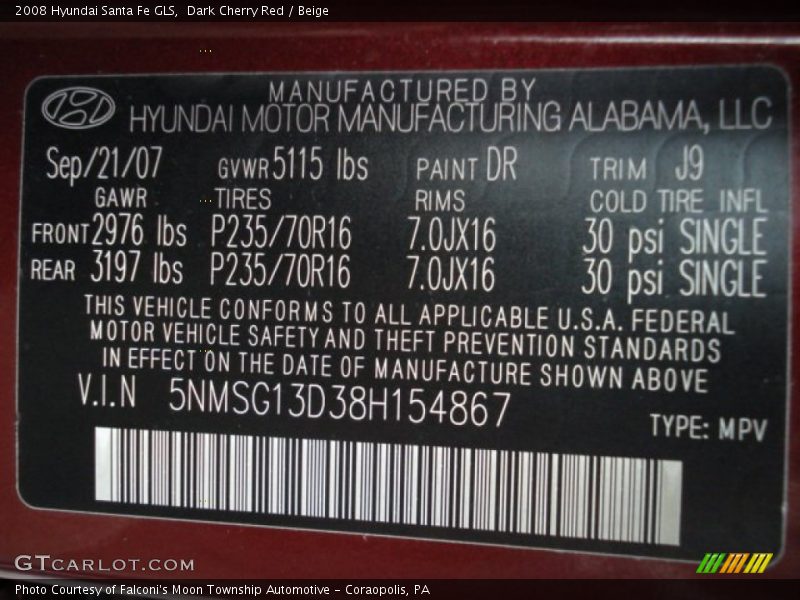 2008 Hyundai Santa Fe GLS,  Dark Cherry Red / Beige
MANUFACTURED BY
HYUNDAI MOTOR MANUFACTURING ALABAMA, LLC
Sep/21/07 GVWR 5115 lbs PAINT DR TRIM J9
GAWR TIRES RIMS COLD TIRE INFL
FRONT 2976 lbs P235/70R16 7.0JX16 30 psi SINGLE
REAR 3197 lbs P235/70R16 7.0JX16 30 psi SINGLE
THIS VEHICLE CONFORMS TO ALL APPLICABLE U.S.A. FEDERAL
MOTOR VEHICLE SAFETY AND THEFT PREVENTION STANDARDS
IN EFFECT ON THE DATE OF MANUFACTURE SHOWN ABOVE
V.I.N 5NMSG13D38H154867
TYPE: MPV
GTCARLOT.COM
Photo Courtesy of Falconi's Moon Township Automotive - Coraopolis, PA